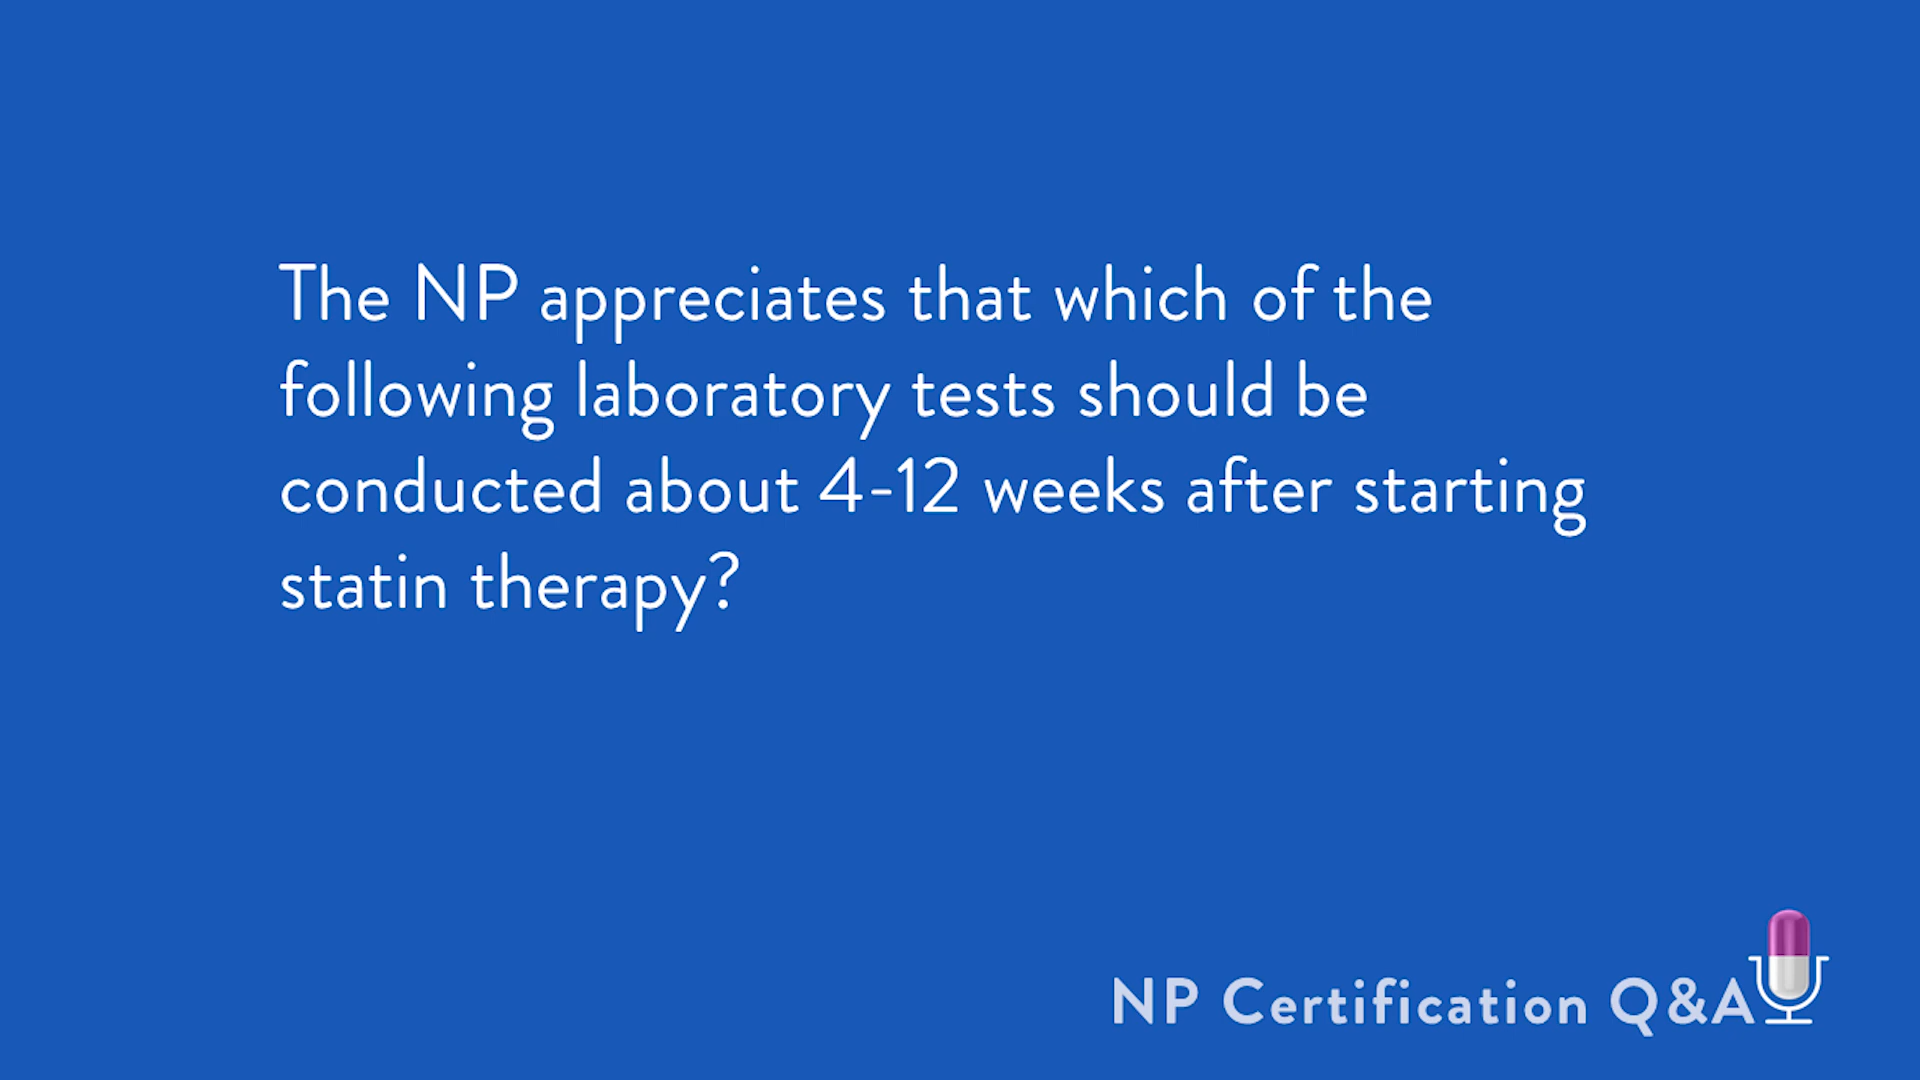 The NP appreciates that which of the
following laboratory tests should be
conducted about 4-12 weeks after starting
statin therapy?
NP Certification Q&A